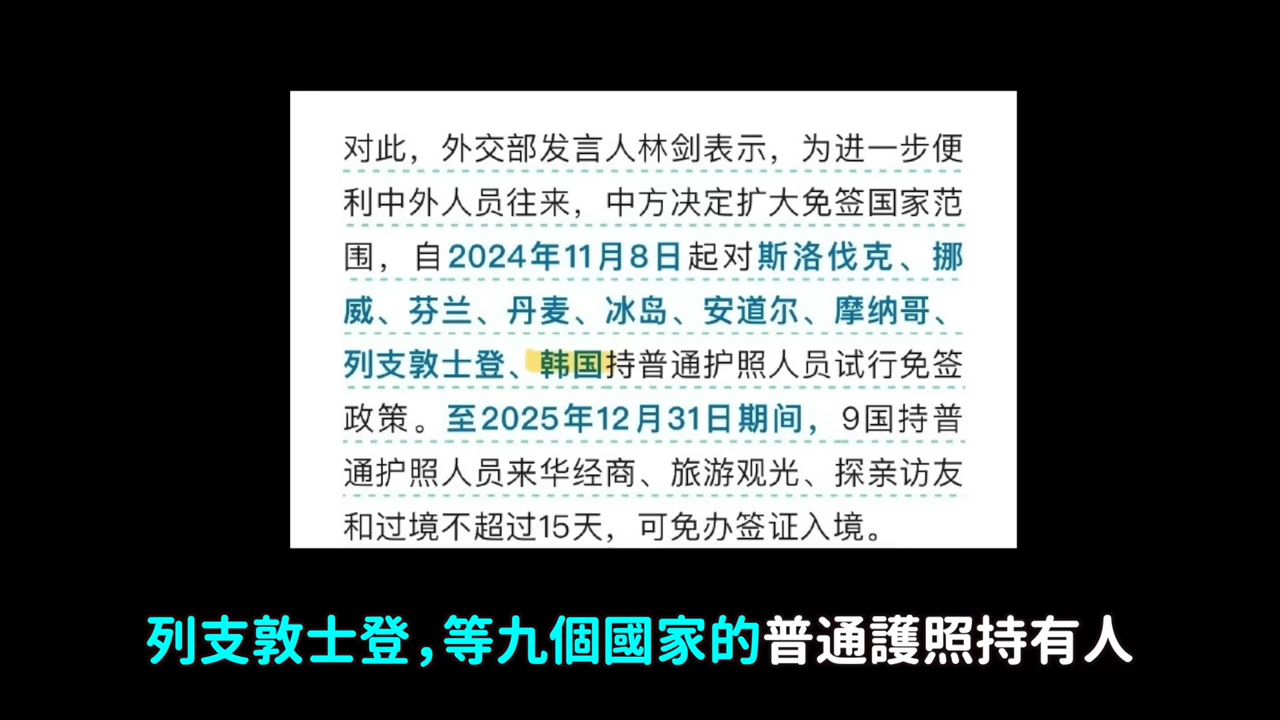 对此，外交部发言人林剑表示，为进一步便
利中外人员往来，中方决定扩大免签国家范
围，自2024年11月8日起对斯洛伐克、挪
威、芬兰、丹麦、冰岛、安道尔、摩纳哥、
列支敦士登、韩国持普通护照人员试行免签
政策。至2025年12月31日期间，9国持普
通护照人员来华经商、旅游观光、探亲访友
和过境不超过15天，可免办签证入境。
列支敦士登,等九個國家的普通護照持有人